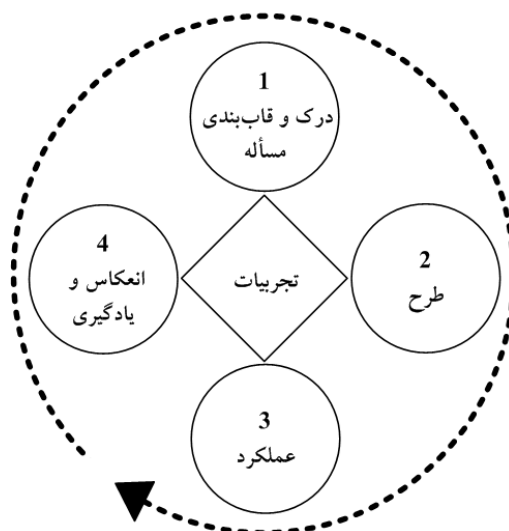 1
درک و قاب‌بندی
مسأله
2
طرح
3
عملکرد
4
انعکاس و
یادگیری
تجربیات